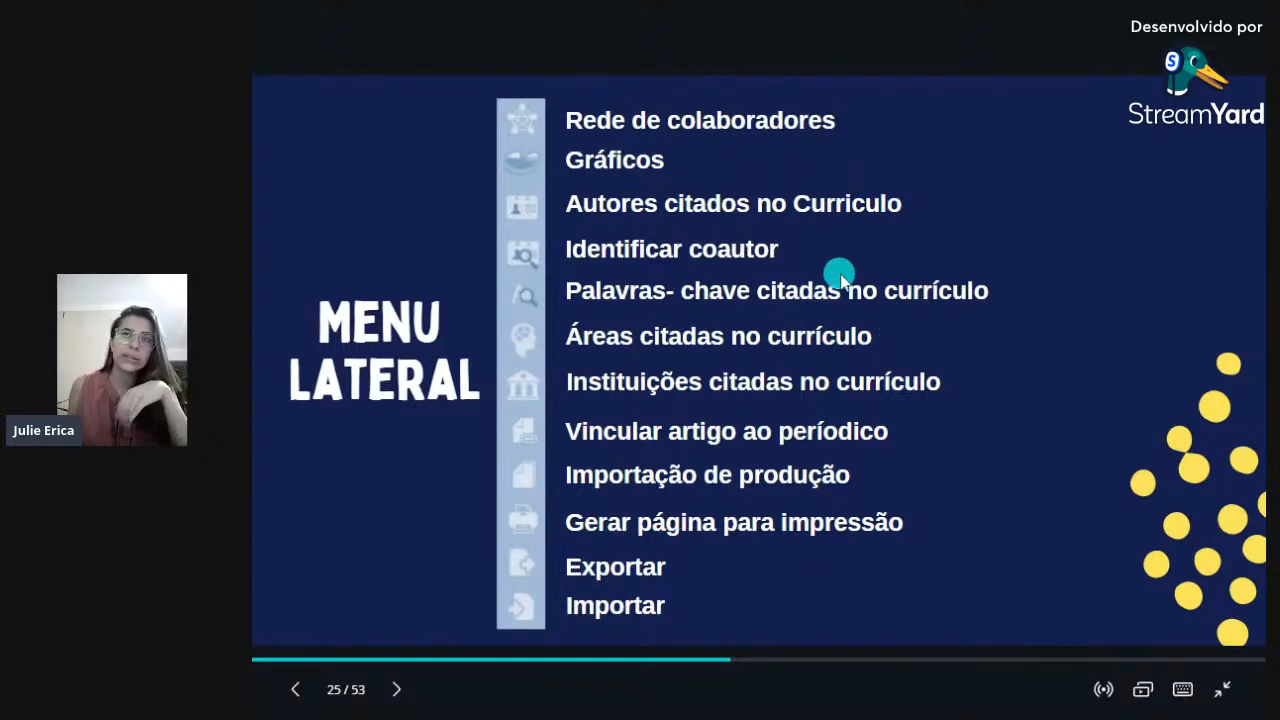 Desenvolvido por
StreamYard
Rede de colaboradores
Gráficos
Autores citados no Curriculo
Identificar coautor
Palavras- chave citadas no currículo
Áreas citadas no currículo
Instituições citadas no currículo
Vincular artigo ao períodico
Importação de produção
Gerar página para impressão
Exportar
Importar
MENU
LATERAL
Julie Erica
25 / 53